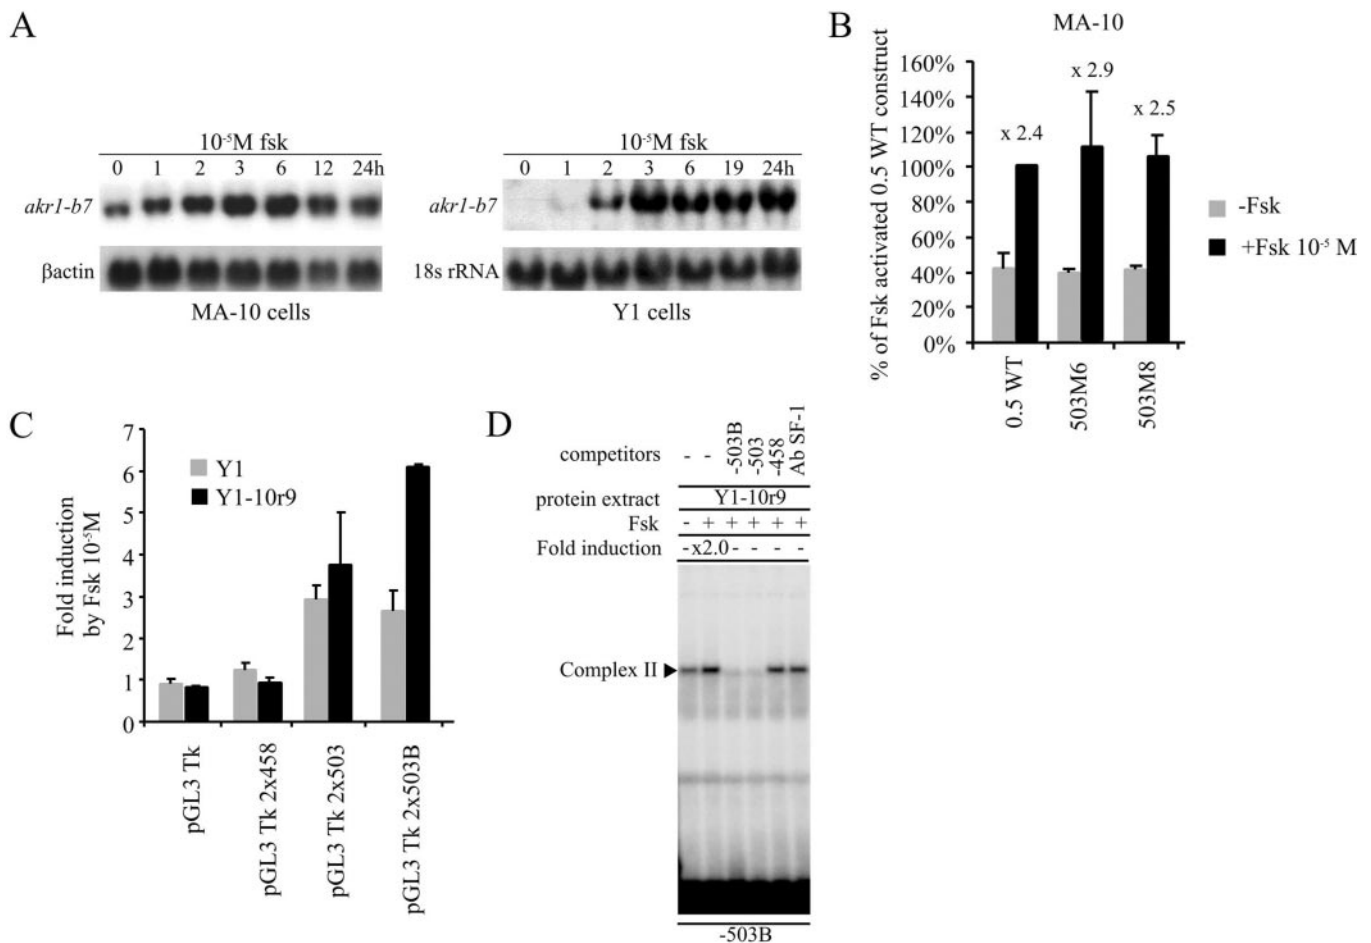 A
10⁻⁵M fsk
0 1 2 3 6 12 24h
akr1-b7
βactin
MA-10 cells
10⁻⁵M fsk
0 1 2 3 6 19 24h
akr1-b7
18s rRNA
Y1 cells
B
MA-10
% of Fsk activated 0.5 WT construct
160%
140%
120%
100%
80%
60%
40%
20%
0%
x 2.4
x 2.9
x 2.5
0.5 WT
503M6
503M8
-Fsk
+Fsk 10⁻⁵ M
C
Fold induction
by Fsk 10⁻⁵M
7
6
5
4
3
2
1
0
Y1
Y1-10r9
pGL3 Tk
pGL3 Tk 2x458
pGL3 Tk 2x503
pGL3 Tk 2x503B
D
competitors - - -503B -503 -458 Ab SF-1
protein extract Y1-10r9
Fsk - + + + + +
Fold induction - x2.0 - - - -
Complex II
-503B